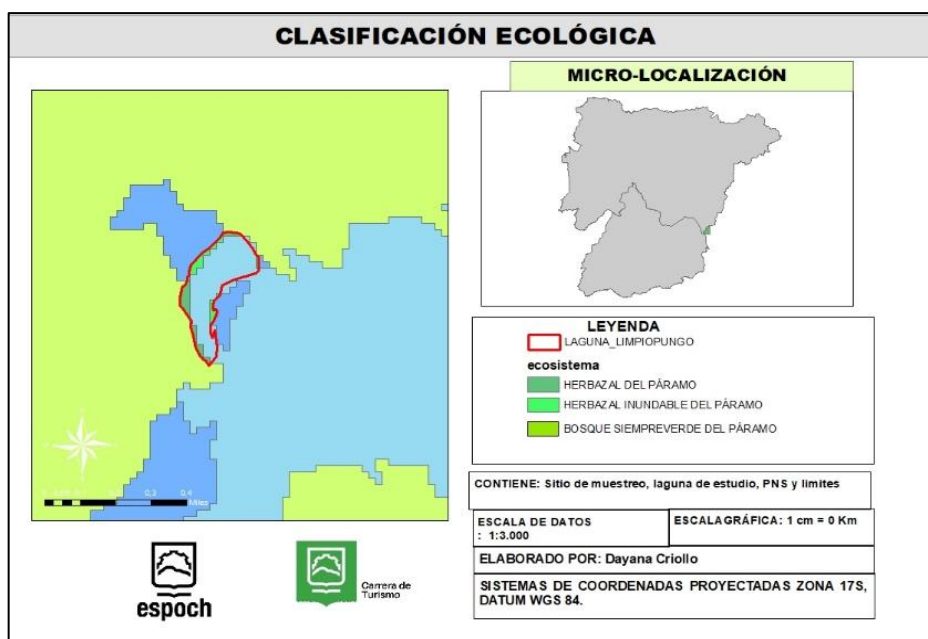 CLASIFICACIÓN ECOLÓGICA
MICRO-LOCALIZACIÓN
LEYENDA
LAGUNA_LIMPIOPUNGO
ecosistema
HERBAZAL DEL PÁRAMO
HERBAZAL INUNDABLE DEL PÁRAMO
BOSQUE SIEMPREVERDE DEL PÁRAMO
0,3 0,4
Miles
CONTIENE: Sitio de muestreo, laguna de estudio, PNS y limites
ESCALA DE DATOS
: 1:3.000
ESCALA GRÁFICA: 1 cm = 0 Km
ELABORADO POR: Dayana Criollo
SISTEMAS DE COORDENADAS PROYECTADAS ZONA 17S,
DATUM WGS 84.
espoch
Carrera de
Turismo